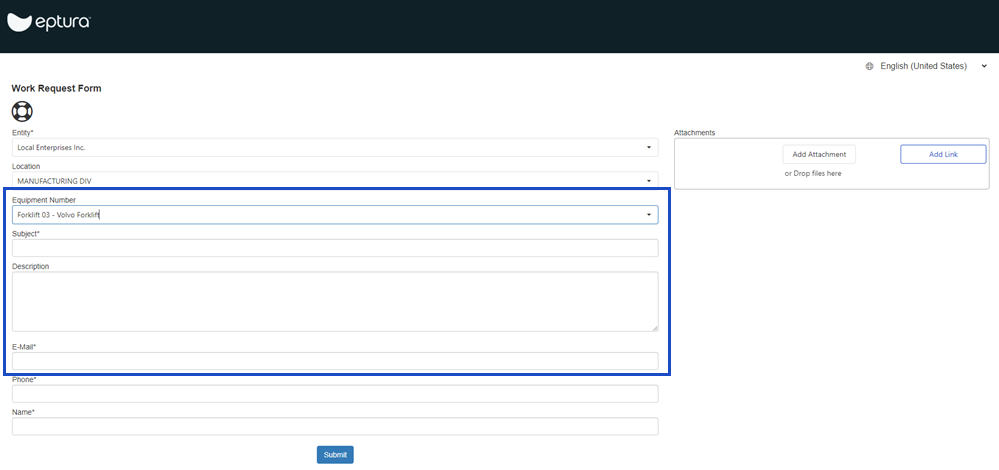 eptura
English (United States)
Work Request Form
Entity*
Local Enterprises Inc.
Location
MANUFACTURING DIV
Equipment Number
Forklift 03 - Volvo Forklift
Subject*
Description
E-Mail*
Phone*
Name*
Submit
Attachments
Add Attachment
Add Link
or Drop files here